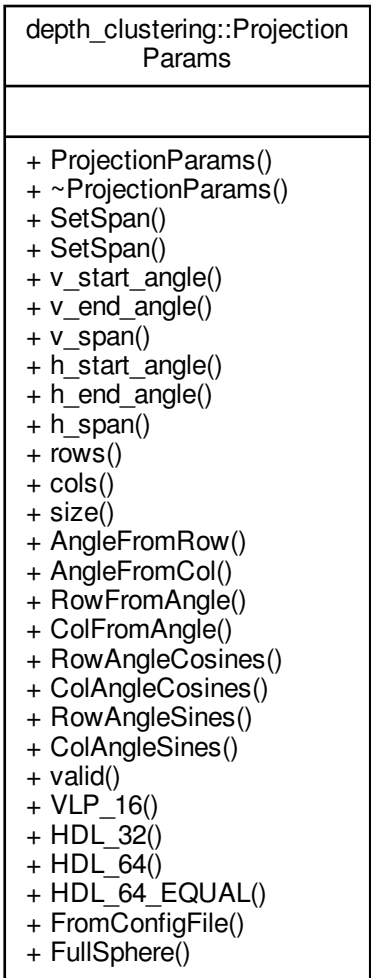 depth_clustering::Projection
Params
+ ProjectionParams()
+ ~ProjectionParams()
+ SetSpan()
+ SetSpan()
+ v_start_angle()
+ v_end_angle()
+ v_span()
+ h_start_angle()
+ h_end_angle()
+ h_span()
+ rows()
+ cols()
+ size()
+ AngleFromRow()
+ AngleFromCol()
+ RowFromAngle()
+ ColFromAngle()
+ RowAngleCosines()
+ ColAngleCosines()
+ RowAngleSines()
+ ColAngleSines()
+ valid()
+ VLP_16()
+ HDL_32()
+ HDL_64()
+ HDL_64_EQUAL()
+ FromConfigFile()
+ FullSphere()